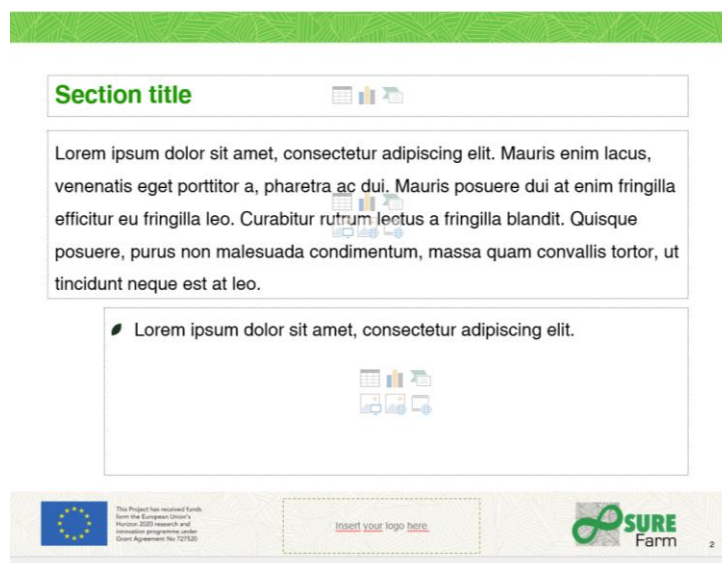 Section title
Lorem ipsum dolor sit amet, consectetur adipiscing elit. Mauris enim lacus,
venenatis eget porttitor a, pharetra ac dui. Mauris posuere dui at enim fringilla
efficitur eu fringilla leo. Curabitur rutrum lectus a fringilla blandit. Quisque
posuere, purus non malesuada condimentum, massa quam convallis tortor, ut
tincidunt neque est at leo.
Lorem ipsum dolor sit amet, consectetur adipiscing elit.
This Project has received funds
form the European Union's
Horizon 2020 research and
innovation programme under
Grant Agreement No 727520
Insert your logo here
SURE
Farm
2